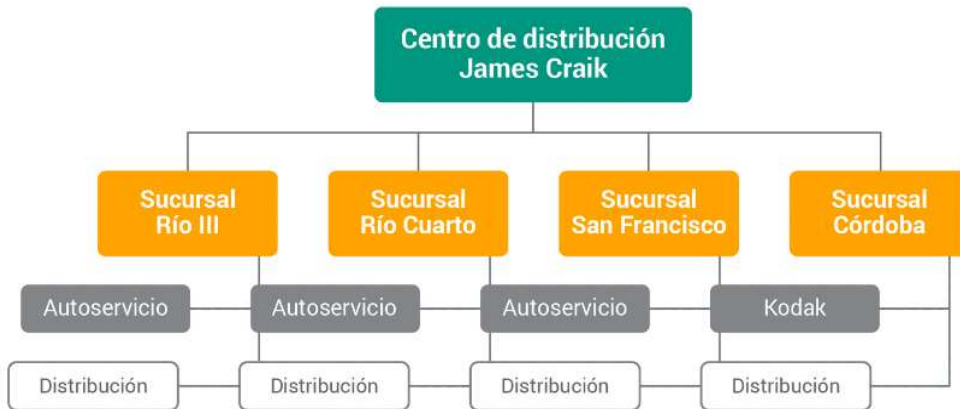 Centro de distribución
James Craik
Sucursal
Río III
Sucursal
Río Cuarto
Sucursal
San Francisco
Sucursal
Córdoba
Autoservicio
Autoservicio
Autoservicio
Kodak
Distribución
Distribución
Distribución
Distribución